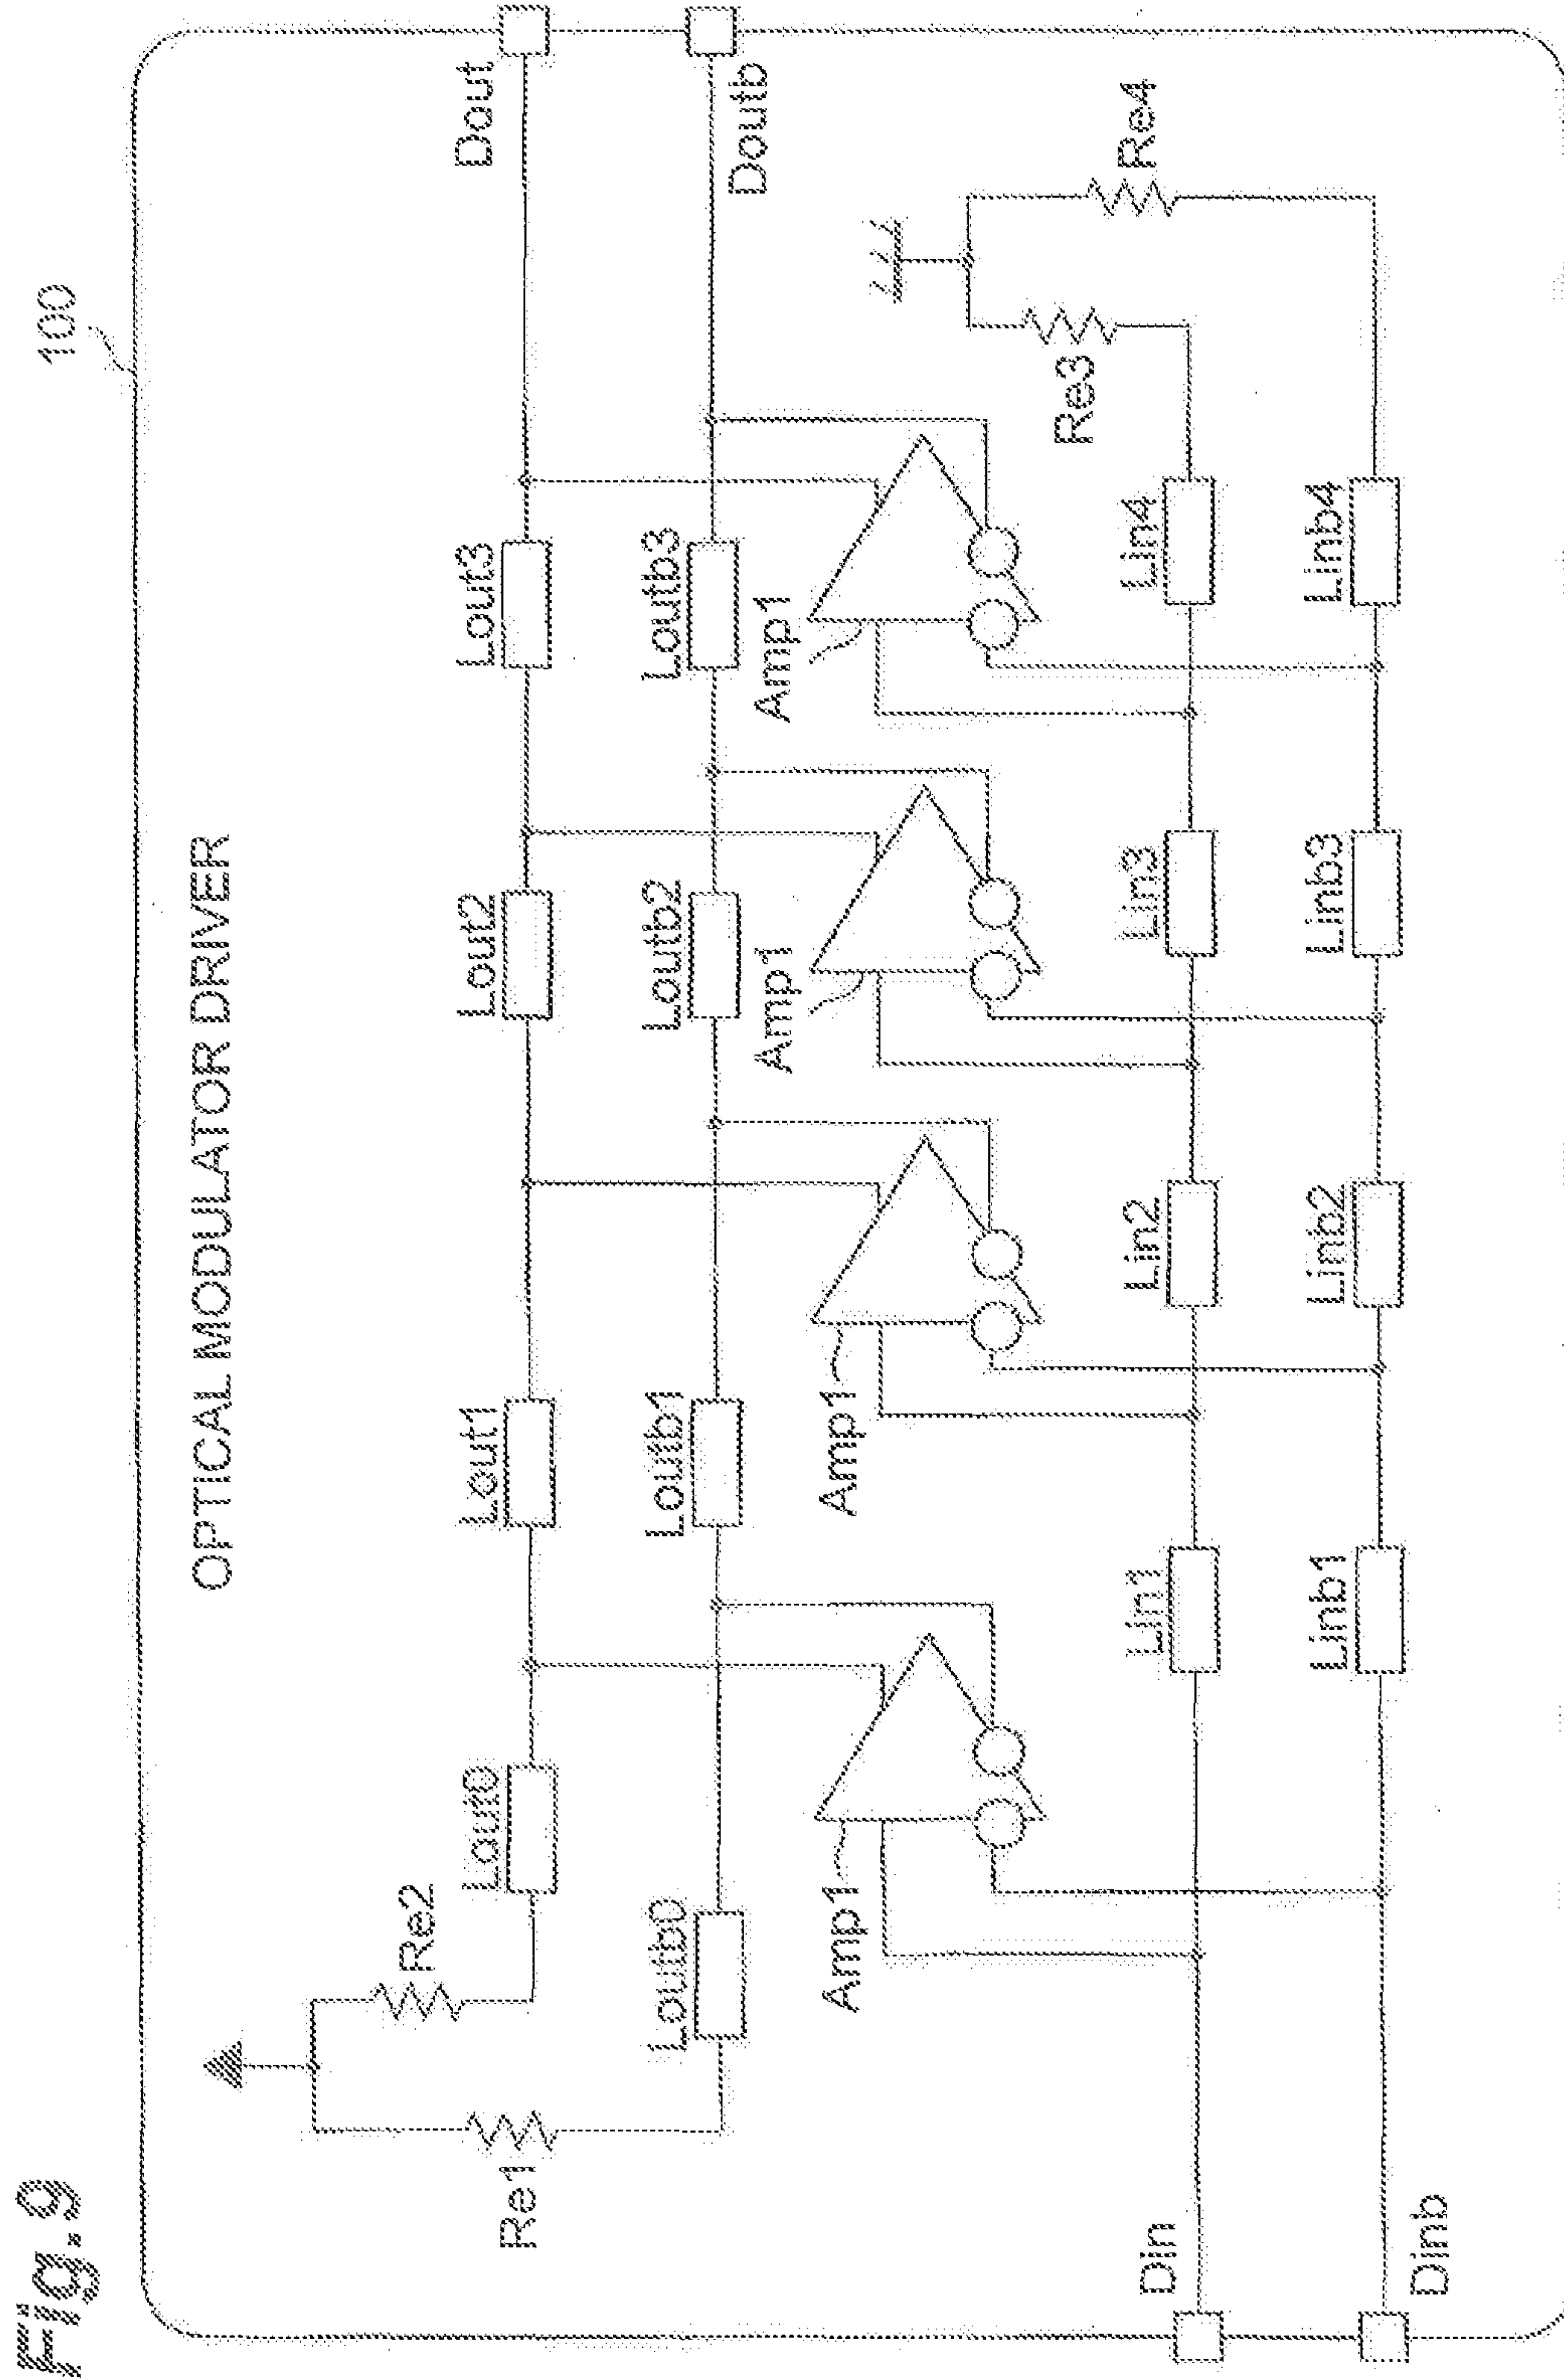 Fig.9
100
OPTICAL MODULATOR DRIVER
Re1
Re2
Lout0
Lout1
Lout2
Lout3
Dout
Loutb0
Loutb1
Loutb2
Loutb3
Doutb
Amp1
Amp1
Amp1
Amp1
Re3
Re4
Din
Lin1
Lin2
Lin3
Lin4
Dinb
Linb1
Linb2
Linb3
Linb4